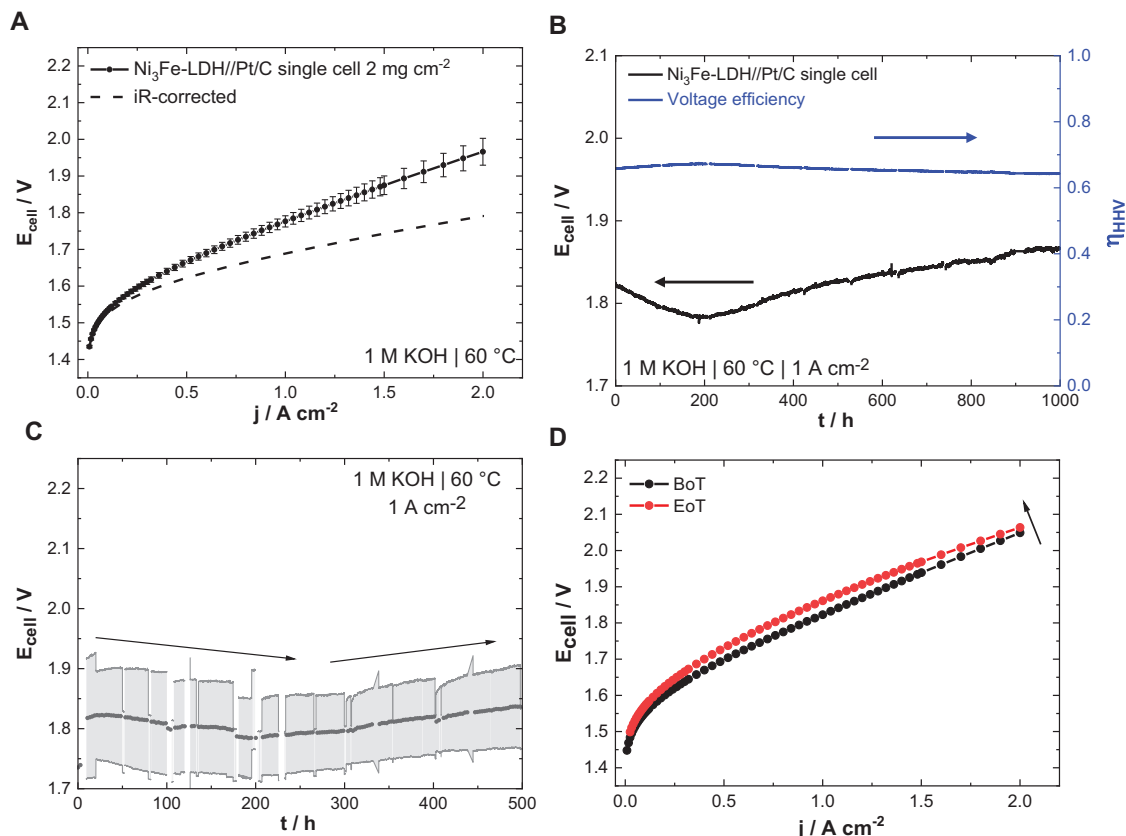 A
2.2
2.1
2.0
1.9
1.8
1.7
1.6
1.5
1.4
E_cell / V
Ni₃Fe-LDH//Pt/C single cell 2 mg cm⁻²
iR-corrected
1 M KOH | 60 °C
0.0 0.5 1.0 1.5 2.0
j / A cm⁻²
B
2.1
2.0
1.9
1.8
1.7
E_cell / V
Ni₃Fe-LDH//Pt/C single cell
Voltage efficiency
1 M KOH | 60 °C | 1 A cm⁻²
1.0
0.8
0.6
0.4
0.2
0.0
η_HHV
0 200 400 600 800 1000
t / h
C
2.2
2.1
2.0
1.9
1.8
1.7
E_cell / V
1 M KOH | 60 °C
1 A cm⁻²
0 100 200 300 400 500
t / h
D
2.2
2.1
2.0
1.9
1.8
1.7
1.6
1.5
1.4
E_cell / V
BoT
EoT
0.0 0.5 1.0 1.5 2.0
j / A cm⁻²